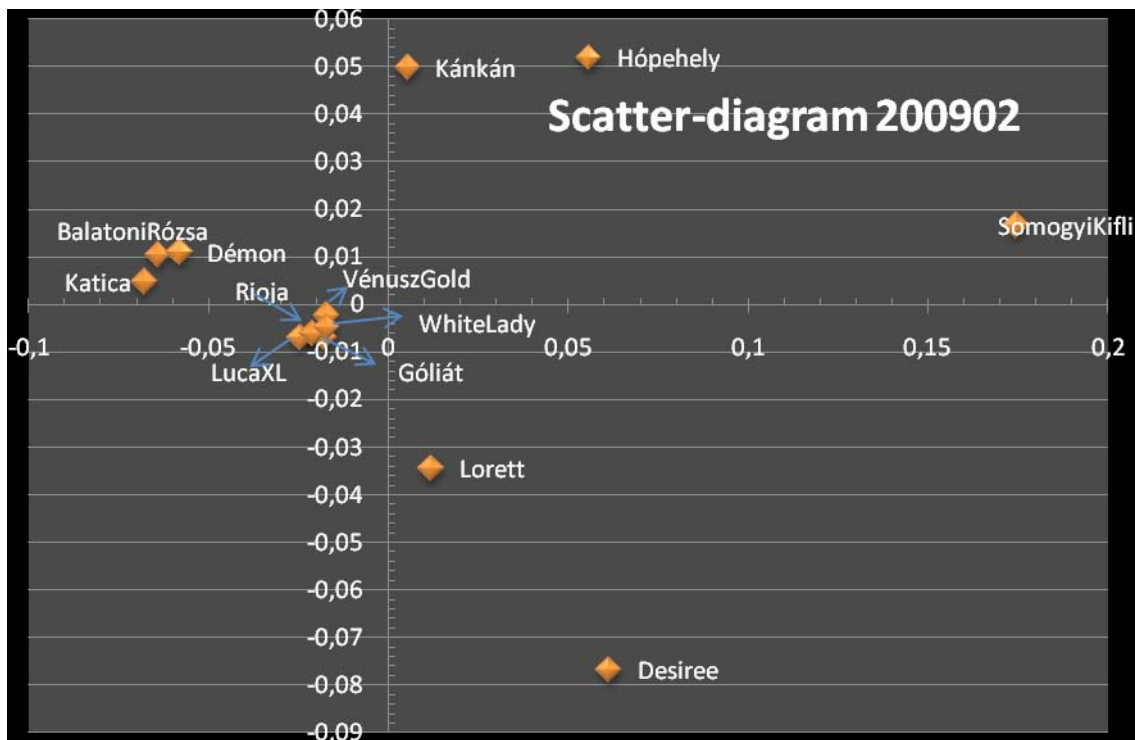 0,06
Kánkán
Hópehely
0,05
Scatter-diagram 200902
0,04
0,03
0,02
BalatoniRózsa
SomogyiKifli
Démon
0,01
Katica
Rioja
VénuszGold
0
WhiteLady
-0,1
-0,05
-0,01
0
0,05
0,1
0,15
0,2
LucaXL
Góliát
-0,02
-0,03
Lorett
-0,04
-0,05
-0,06
-0,07
Desiree
-0,08
-0,09